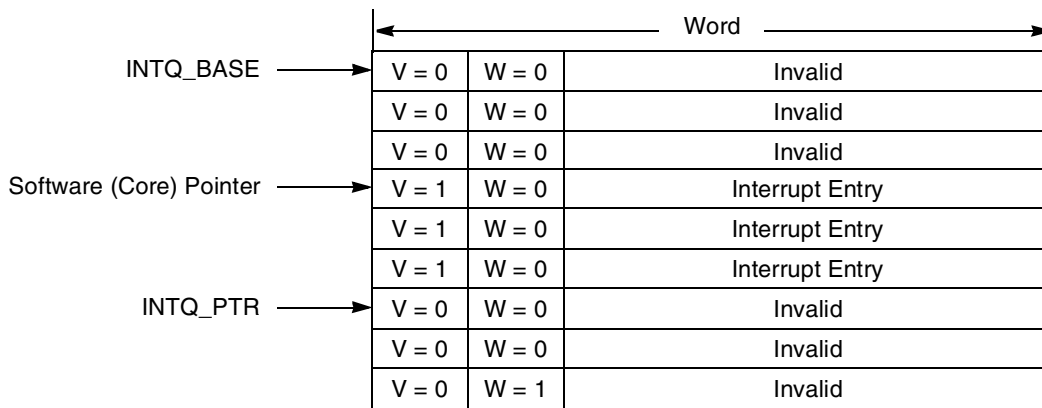 Word
INTQ_BASE V = 0 W = 0 Invalid
V = 0 W = 0 Invalid
V = 0 W = 0 Invalid
Software (Core) Pointer V = 1 W = 0 Interrupt Entry
V = 1 W = 0 Interrupt Entry
V = 1 W = 0 Interrupt Entry
INTQ_PTR V = 0 W = 0 Invalid
V = 0 W = 0 Invalid
V = 0 W = 1 Invalid